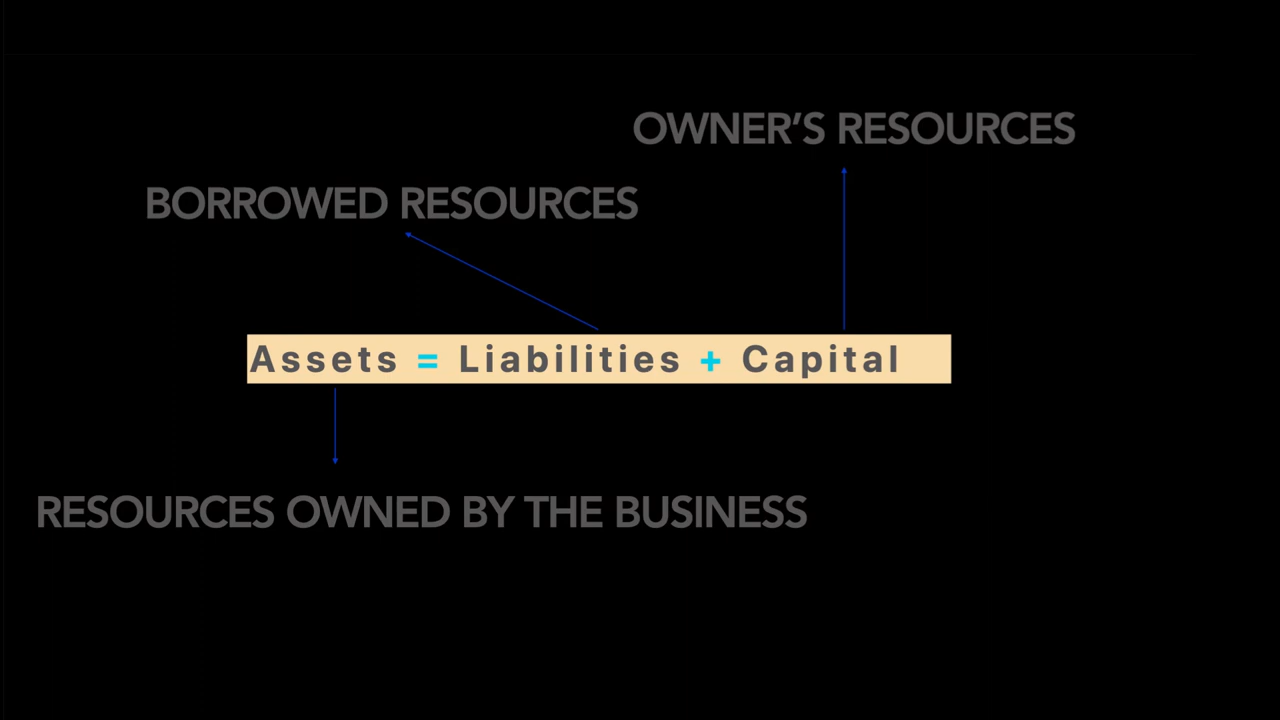 OWNER’S RESOURCES
BORROWED RESOURCES
Assets = Liabilities + Capital
RESOURCES OWNED BY THE BUSINESS